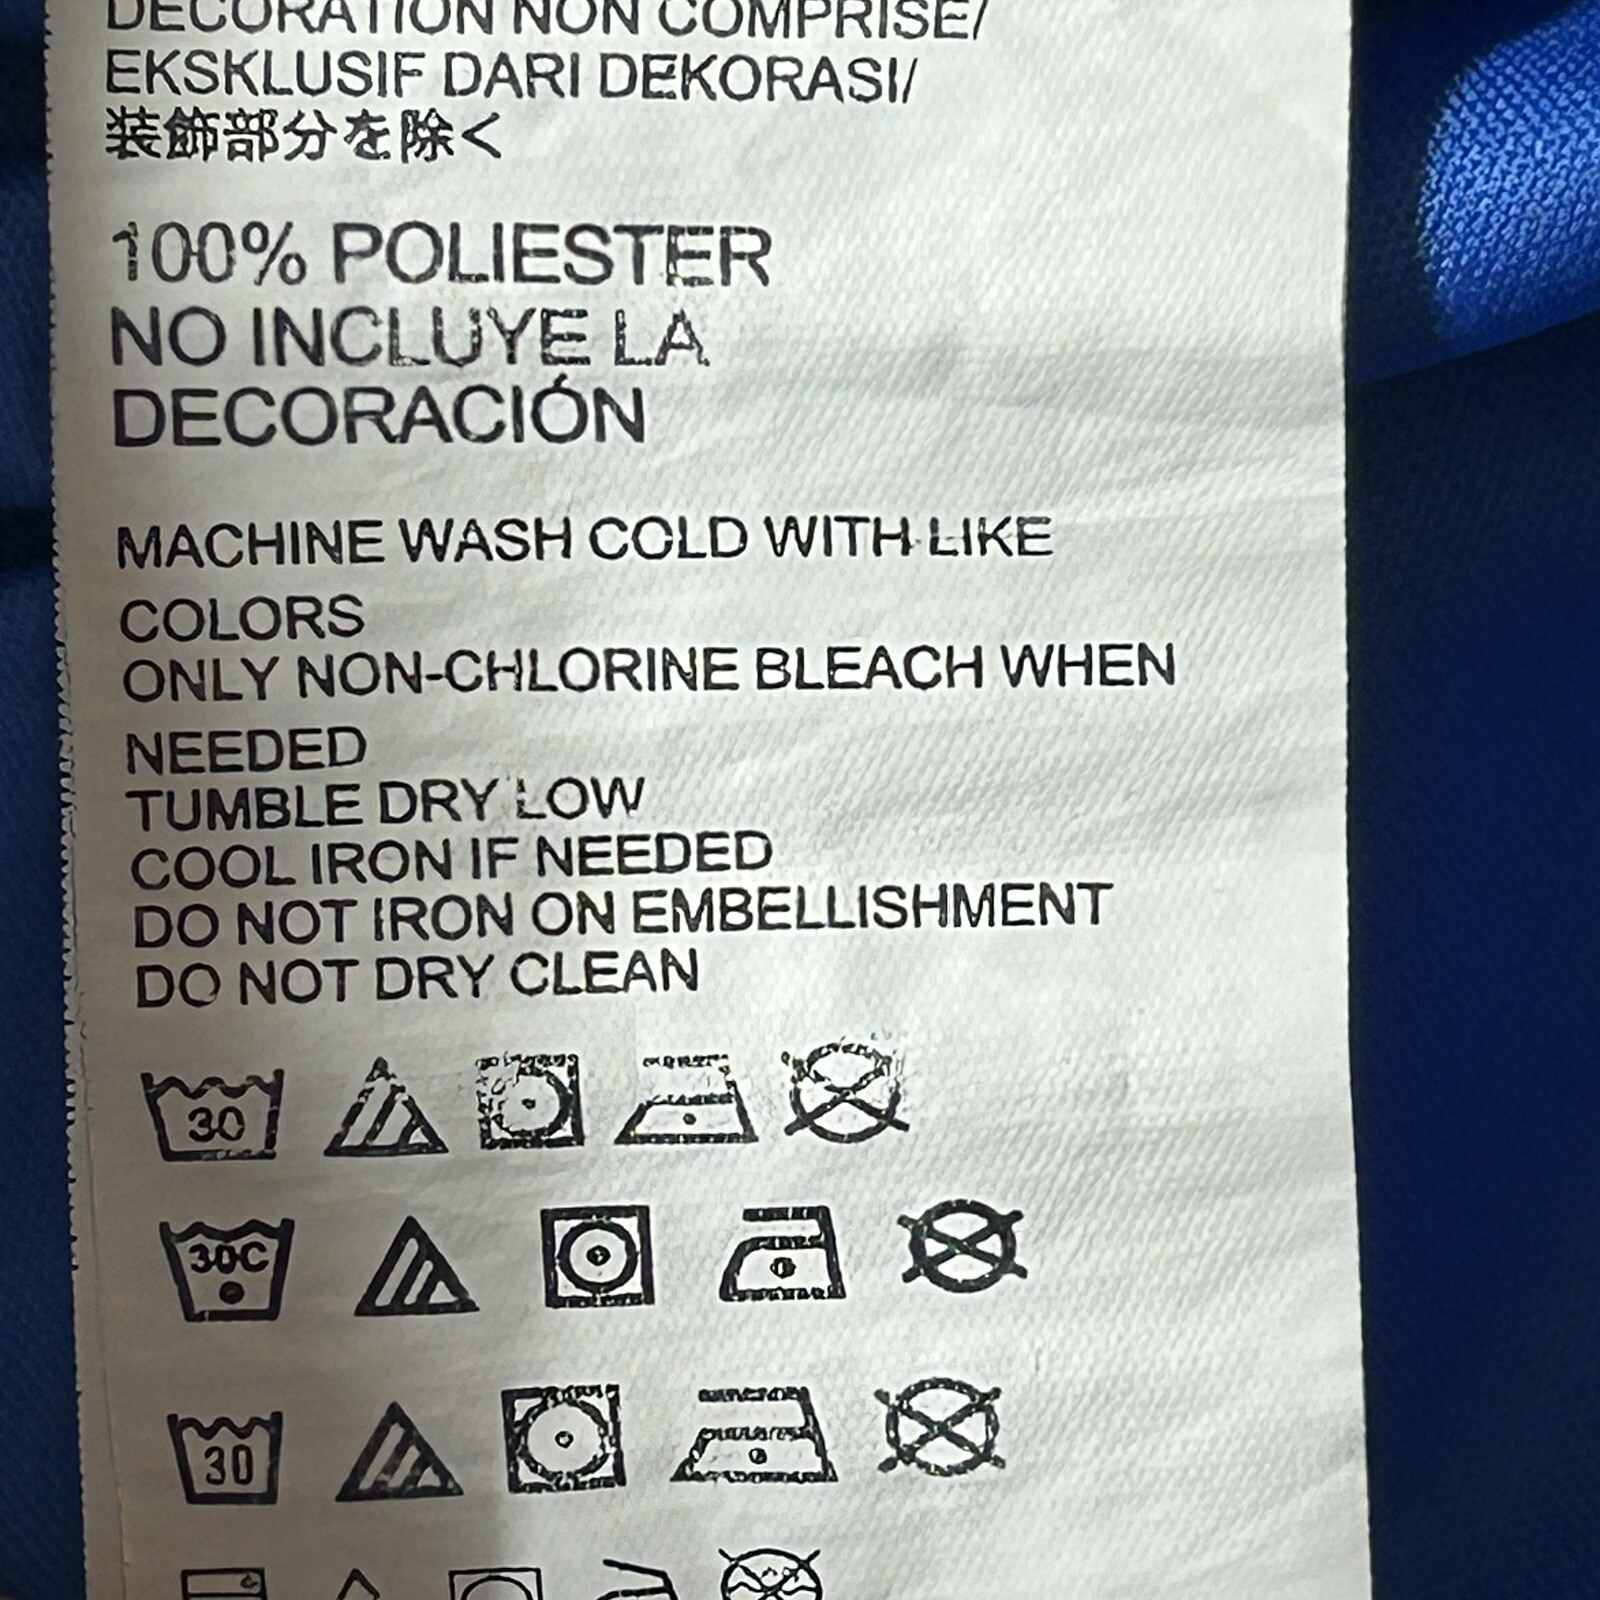 DECORATION NON COMPRISE/
EKSKLUSIF DARI DEKORASI/
装飾部分を除く
100% POLIESTER
NO INCLUYE LA
DECORACIÓN
MACHINE WASH COLD WITH LIKE
COLORS
ONLY NON-CHLORINE BLEACH WHEN
NEEDED
TUMBLE DRY LOW
COOL IRON IF NEEDED
DO NOT IRON ON EMBELLISHMENT
DO NOT DRY CLEAN
30
30C
30